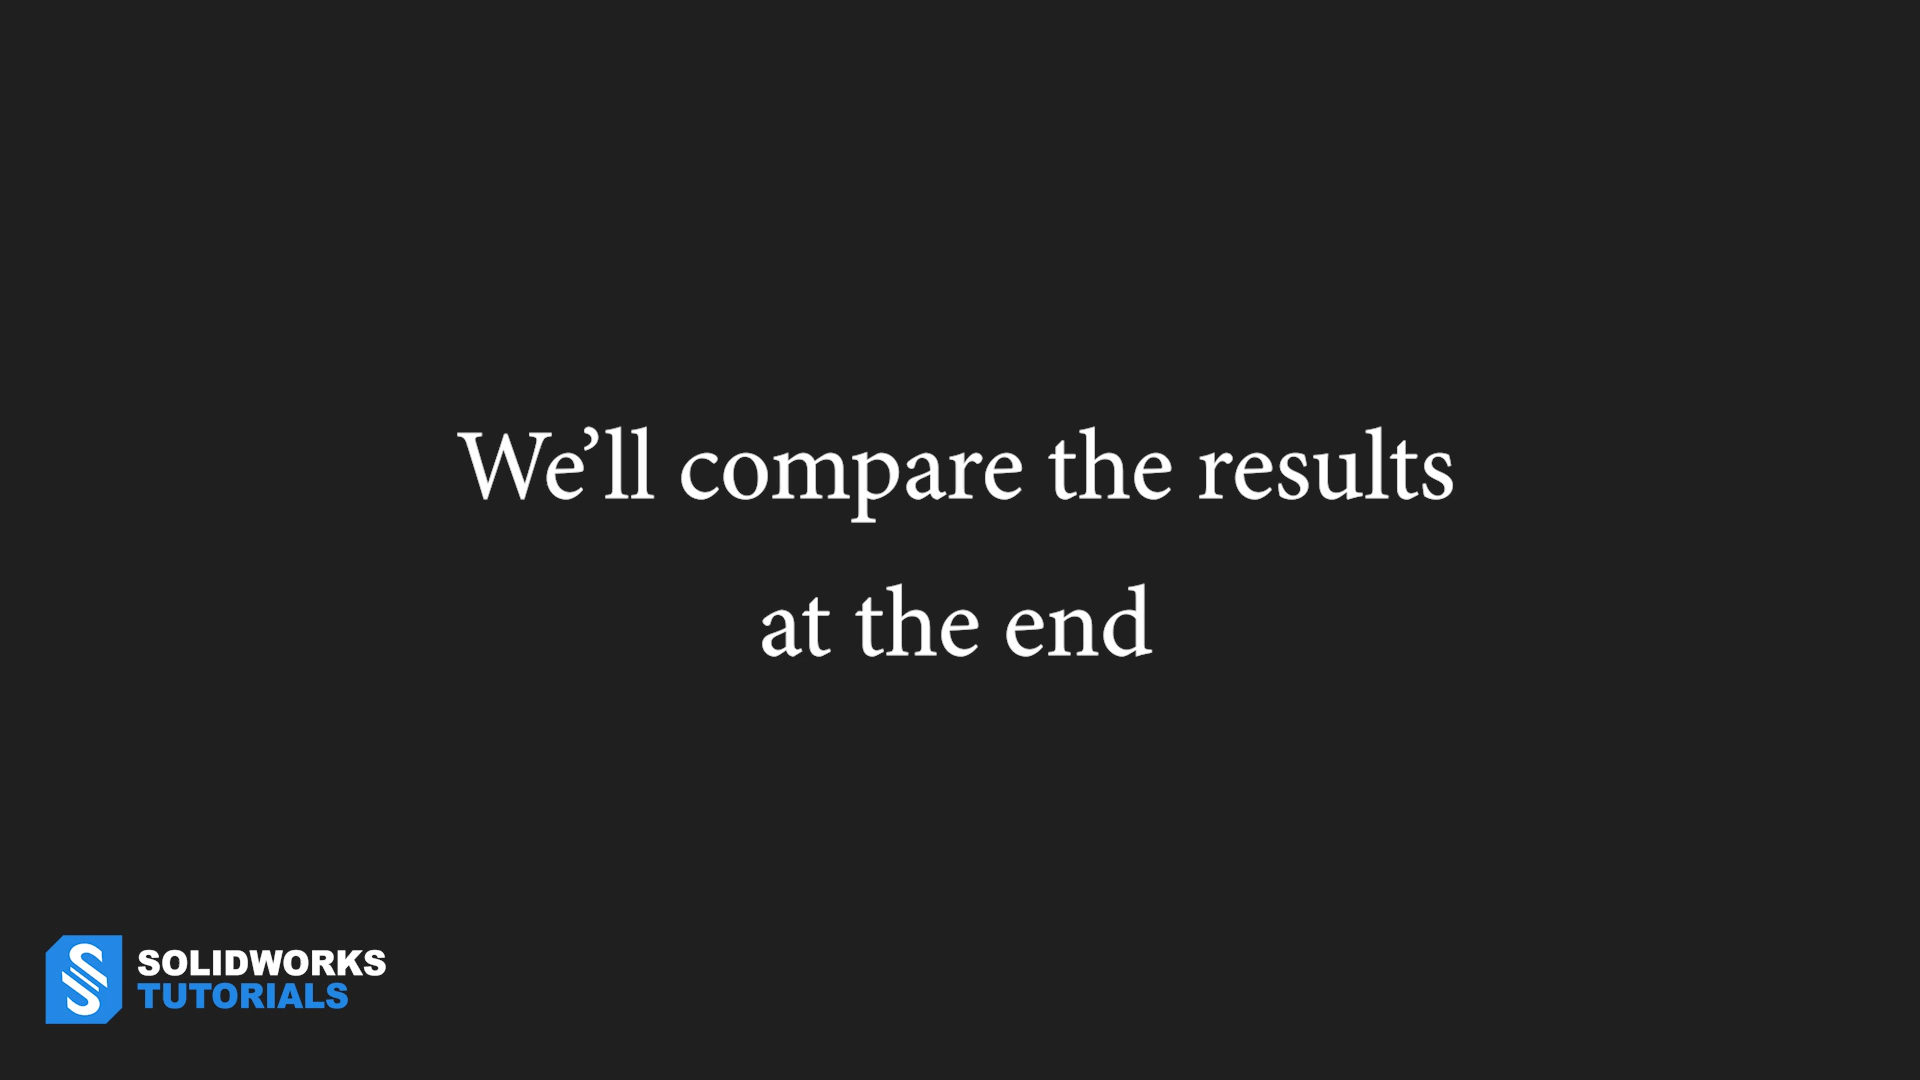 We’ll compare the results
at the end
SOLIDWORKS
TUTORIALS